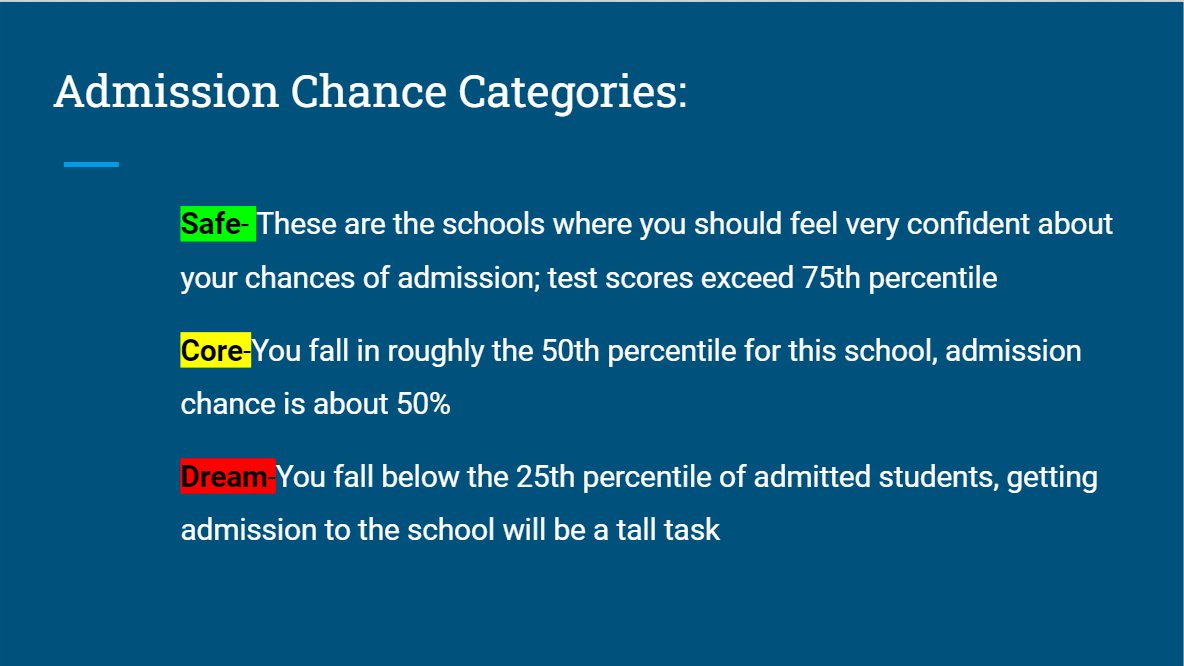 Admission Chance Categories:
Safe- These are the schools where you should feel very confident about
your chances of admission; test scores exceed 75th percentile
Core-You fall in roughly the 50th percentile for this school, admission
chance is about 50%
Dream-You fall below the 25th percentile of admitted students, getting
admission to the school will be a tall task